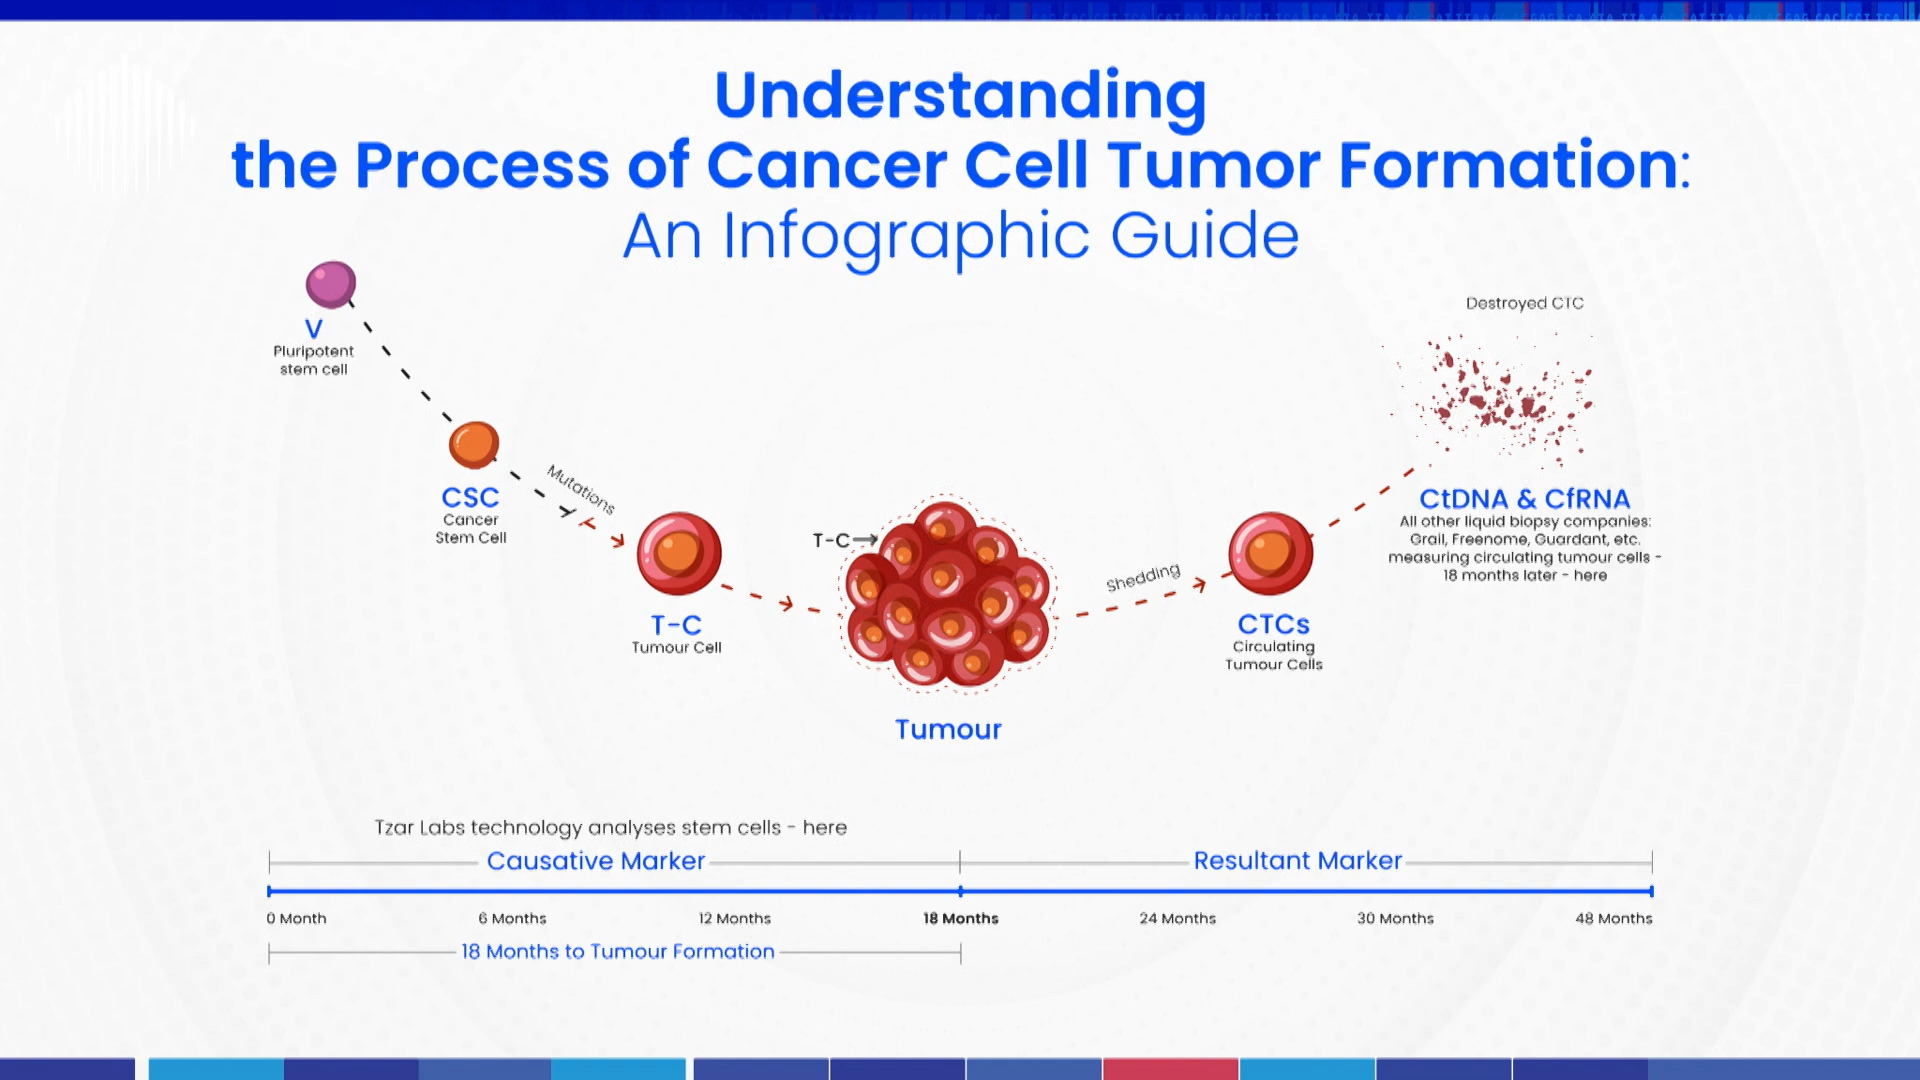 Understanding
the Process of Cancer Cell Tumor Formation:
An Infographic Guide
V
Pluripotent
stem cell
CSC
Cancer
Stem Cell
Mutations
T-C
Tumour Cell
T-C
Tumour
Shedding
CTCs
Circulating
Tumour Cells
Destroyed CTC
CtDNA & CfRNA
All other liquid biopsy companies:
Grail, Freenome, Guardant, etc.
measuring circulating tumour cells -
18 months later - here
Tzar Labs technology analyses stem cells - here
Causative Marker
Resultant Marker
0 Month
6 Months
12 Months
18 Months
24 Months
30 Months
48 Months
18 Months to Tumour Formation